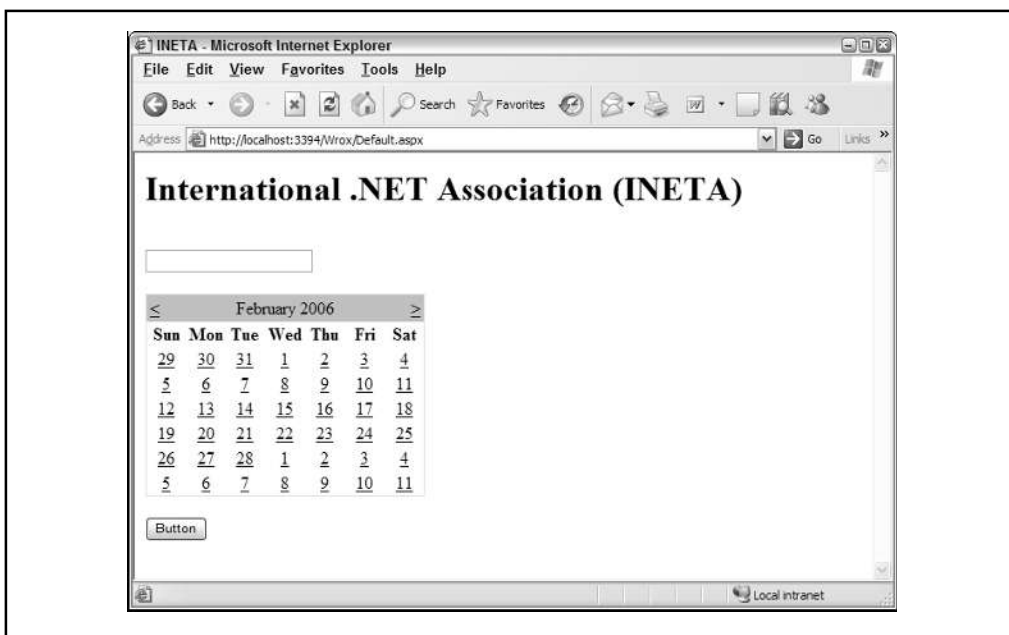 INETA - Microsoft Internet Explorer
File Edit View Favorites Tools Help
Back Search Favorites
Address http://localhost:3394/Wrox/Default.aspx Go Links »
International .NET Association (INETA)
< February 2006 >
Sun Mon Tue Wed Thu Fri Sat
29 30 31 1 2 3 4
5 6 7 8 9 10 11
12 13 14 15 16 17 18
19 20 21 22 23 24 25
26 27 28 1 2 3 4
5 6 7 8 9 10 11
Button
Local intranet